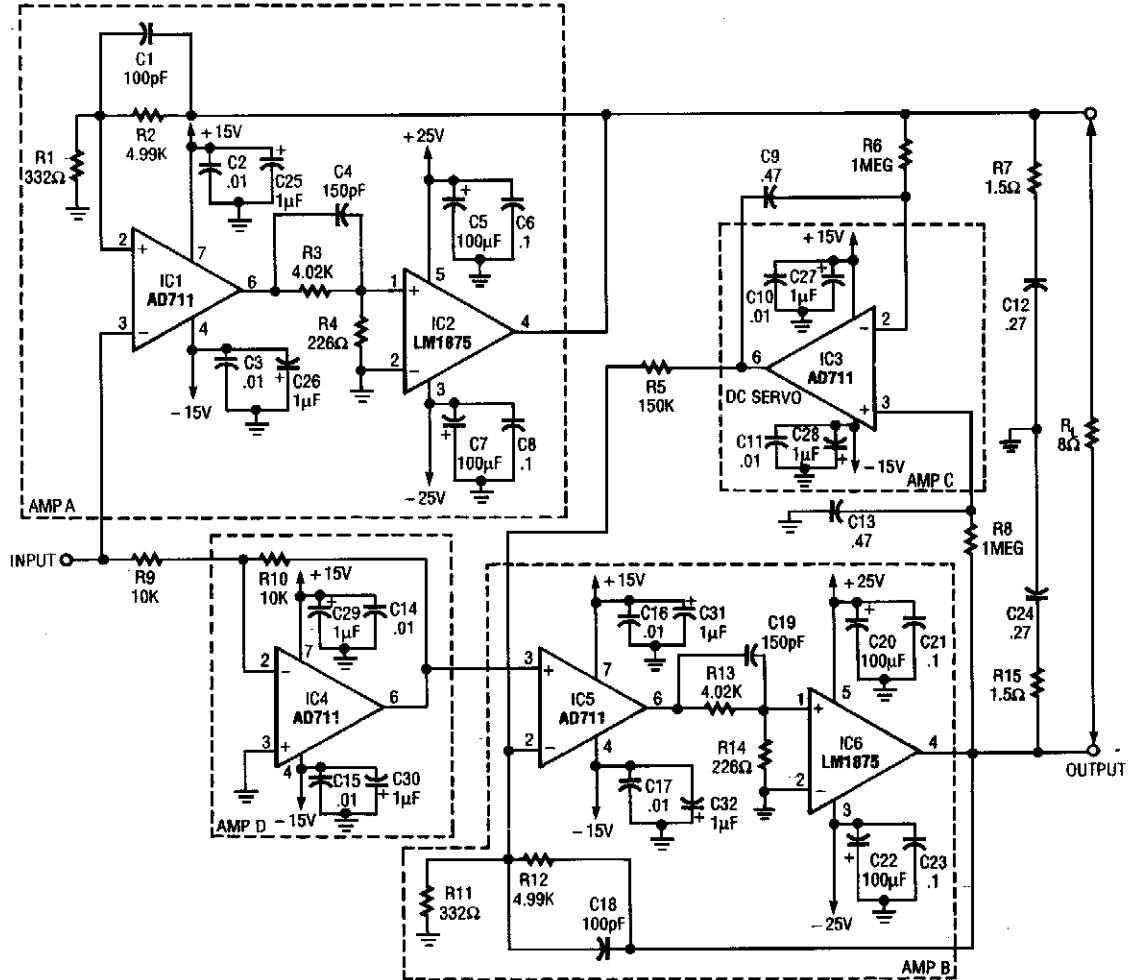 C1
100pF
R2
4.99K
R1
332Ω
+15V
C2
.01
C25
1µF
+
C4
150pF
+25V
C5
100µF
+
C6
.1
2
+
7
IC1
AD711
6
3
−
4
R3
4.02K
R4
226Ω
1
+
5
IC2
LM1875
4
2
−
3
C3
.01
C26
+
1µF
−15V
C7
100µF
+
C8
.1
−25V
AMP A
C9
.47
R6
1MEG
+15V
C10
.01
C27
+
1µF
−
2
6
IC3
AD711
DC SERVO
+
3
C11
.01
C28
1µF
+
−15V
AMP C
R5
150K
C13
.47
R8
1MEG
R7
1.5Ω
C12
.27
RL
8Ω
C24
.27
R15
1.5Ω
INPUT
R9
10K
R10
10K
+15V
C29
+
1µF
C14
.01
2
−
7
IC4
AD711
6
3
+
4
C15
.01
C30
+
1µF
−15V
AMP D
+15V
C16
.01
C31
+
1µF
C19
150pF
3
+
7
IC5
AD711
6
2
−
4
R13
4.02K
R14
226Ω
+25V
C20
+
100µF
C21
.1
1
+
5
IC6
LM1875
4
2
−
3
OUTPUT
C17
.01
C32
+
1µF
−15V
C22
+
100µF
C23
.1
−25V
R11
332Ω
R12
4.99K
C18
100pF
AMP B